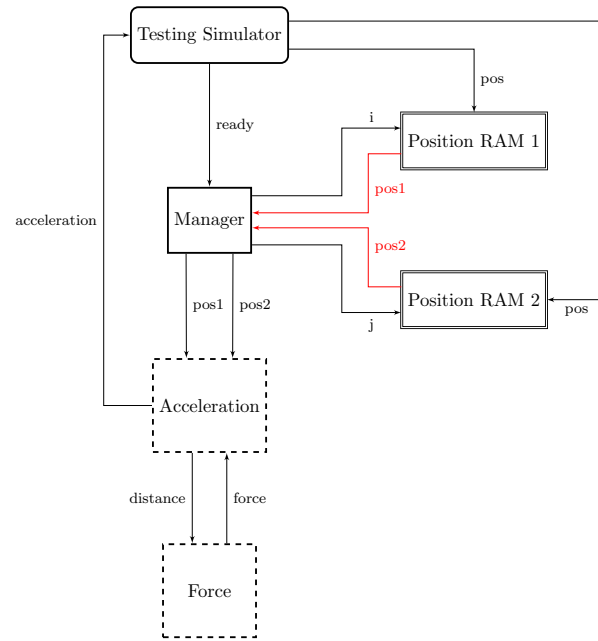 Testing Simulator
pos
ready
i
Position RAM 1
pos1
acceleration
Manager
pos2
Position RAM 2
j
pos
pos1
pos2
Acceleration
distance
force
Force